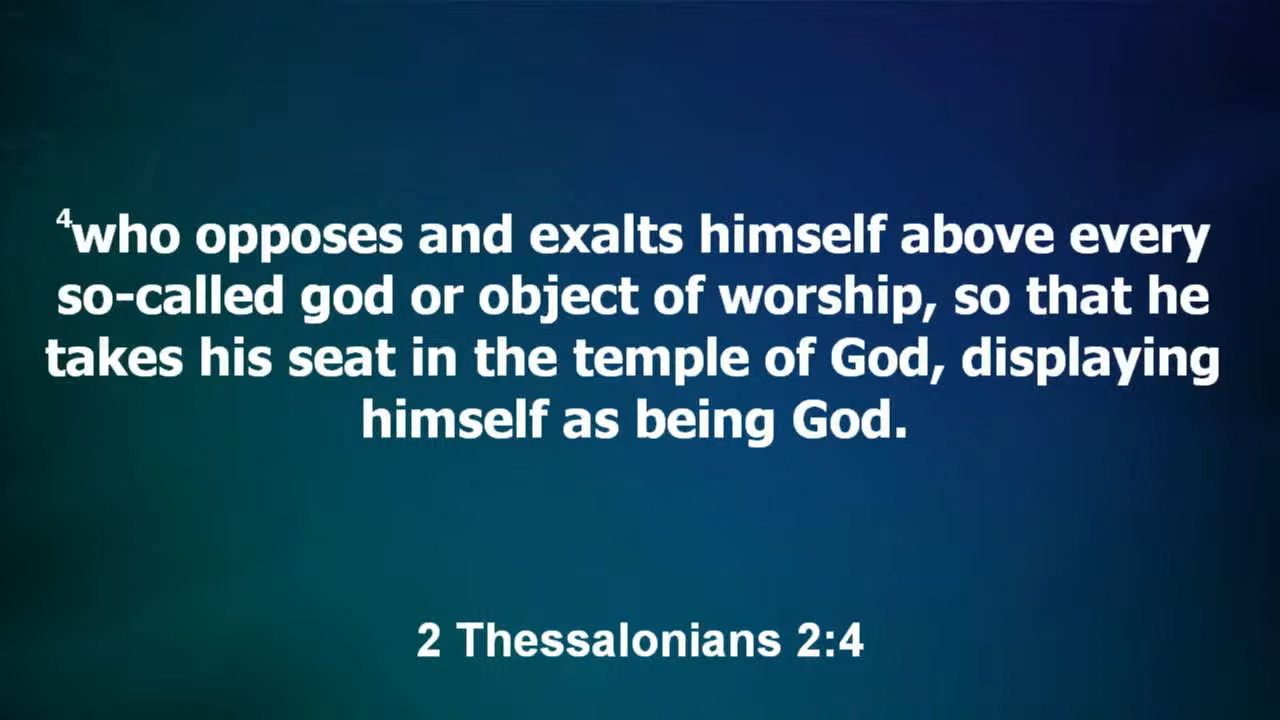 ⁴who opposes and exalts himself above every
so-called god or object of worship, so that he
takes his seat in the temple of God, displaying
himself as being God.
2 Thessalonians 2:4